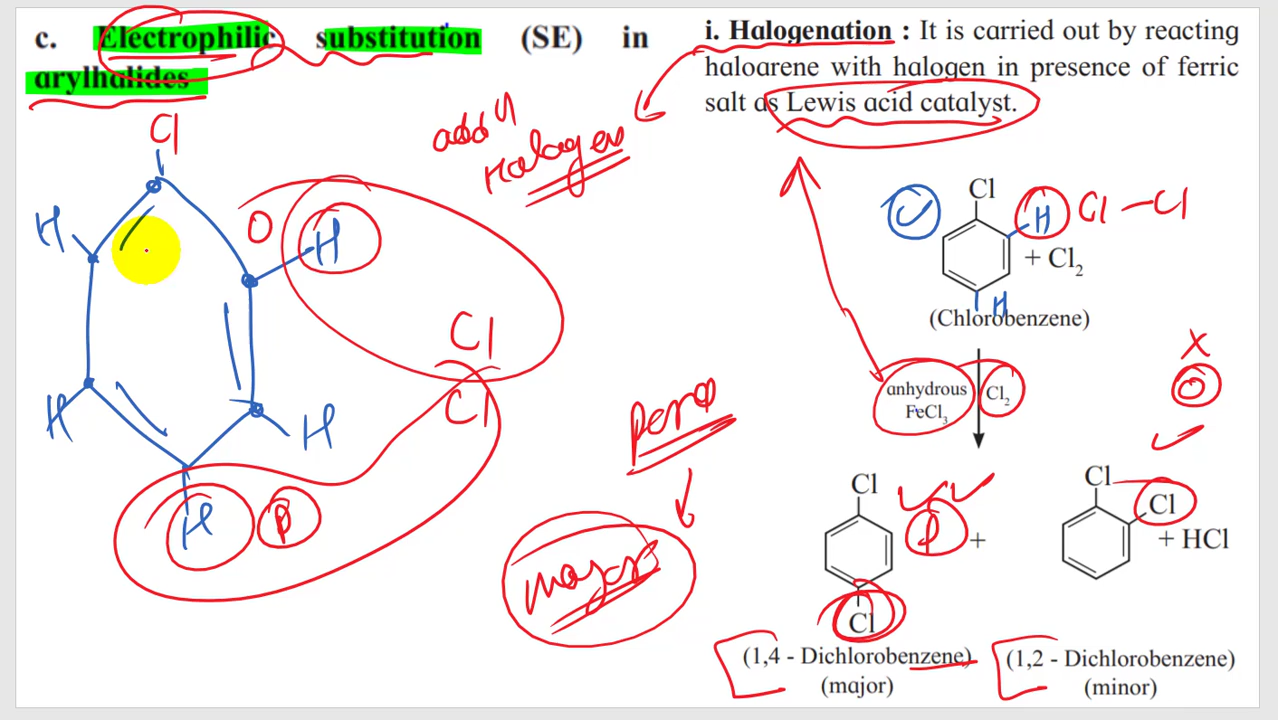 c. Electrophilic substitution (SE) in
arylhalides
i. Halogenation : It is carried out by reacting
haloarene with halogen in presence of ferric
salt as Lewis acid catalyst.
add
Halogen
Cl
H
O
H
Cl
Cl
H
H
H
p
para
major
Cl
H
Cl – Cl
+ Cl₂
H
(Chlorobenzene)
anhydrous
FeCl₃
Cl₂
X
O
Cl
p
+
Cl
Cl
Cl
+ HCl
(1,4 - Dichlorobenzene)
(major)
(1,2 - Dichlorobenzene)
(minor)